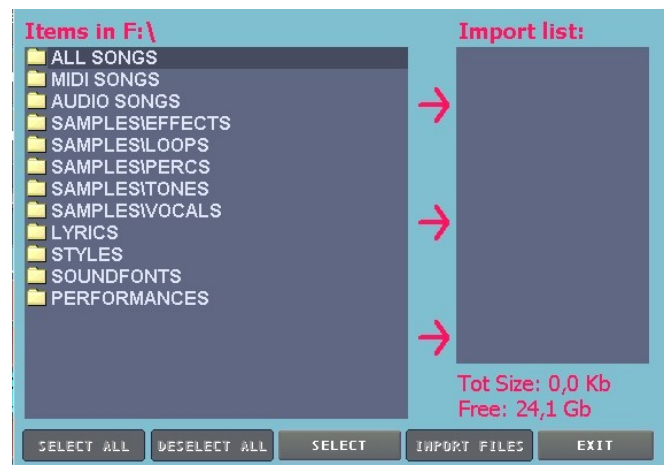 Items in F:\
ALL SONGS
MIDI SONGS
AUDIO SONGS
SAMPLES\EFFECTS
SAMPLES\LOOPS
SAMPLES\PERCS
SAMPLES\TONES
SAMPLES\VOCALS
LYRICS
STYLES
SOUNDFONTS
PERFORMANCES
Import list:
Tot Size: 0,0 Kb
Free: 24,1 Gb
SELECT ALL
DESELECT ALL
SELECT
IMPORT FILES
EXIT